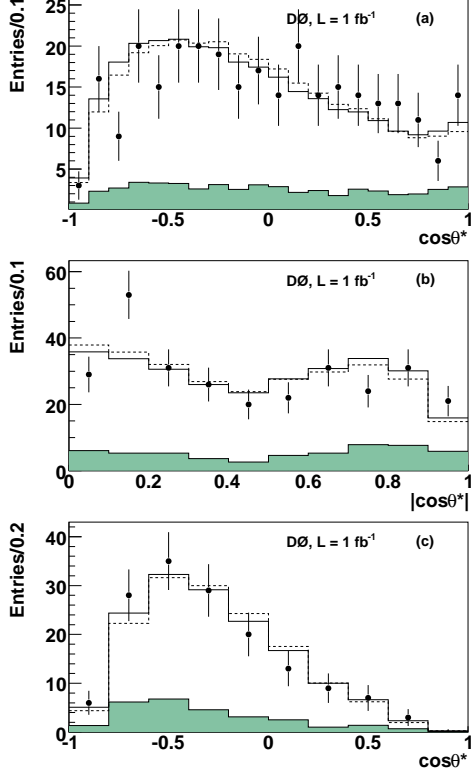 Entries/0.1
25
20
15
10
5
DØ, L = 1 fb-1
(a)
-1 -0.5 0 0.5 1
cosθ*
Entries/0.1
60
40
20
0
DØ, L = 1 fb-1
(b)
0 0.2 0.4 0.6 0.8 1
|cosθ*|
Entries/0.2
40
30
20
10
0
DØ, L = 1 fb-1
(c)
-1 -0.5 0 0.5 1
cosθ*